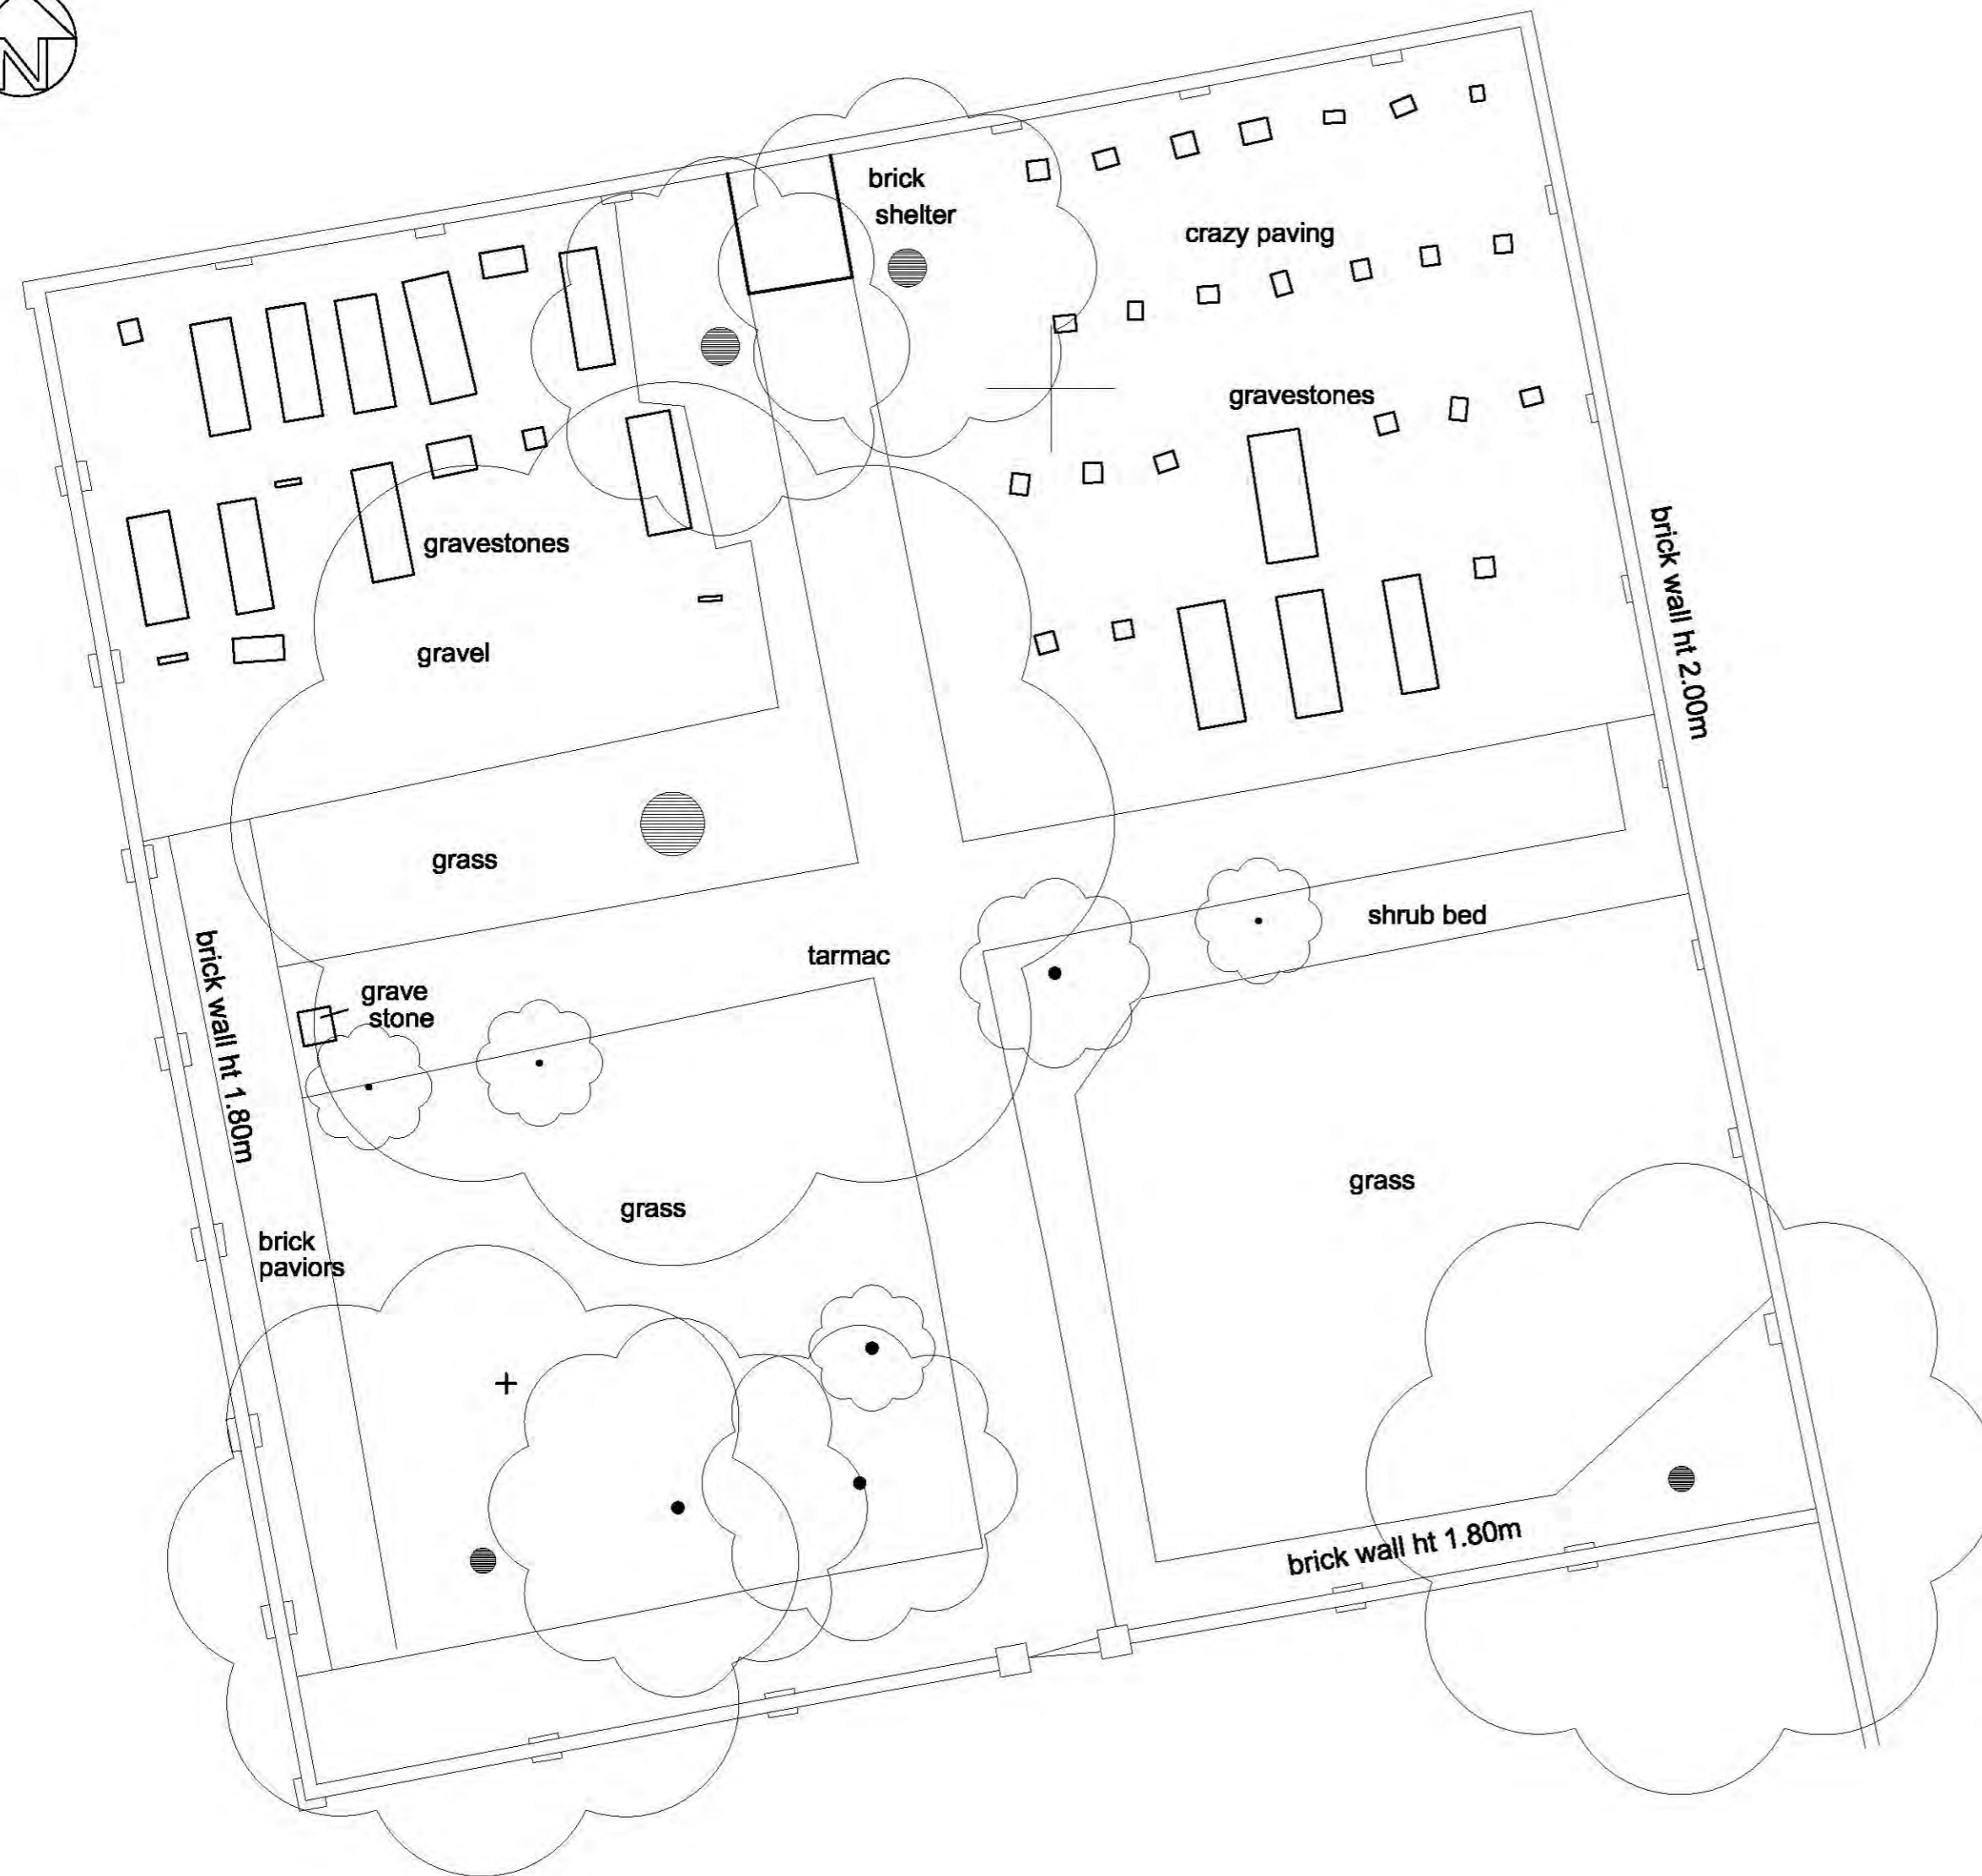 N
brick
shelter
crazy paving
gravestones
brick wall ht 2.00m
gravestones
gravel
grass
shrub bed
tarmac
brick wall ht 1.80m
grave
stone
grass
grass
brick
paviors
brick wall ht 1.80m